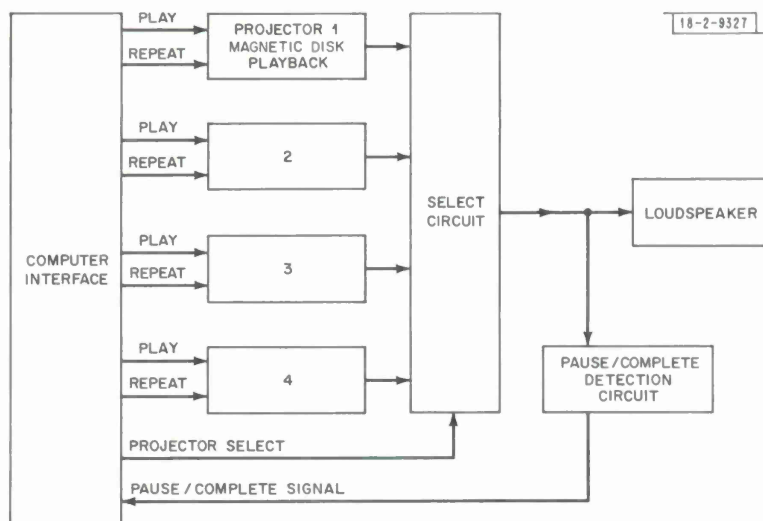 18-2-9327
PLAY
REPEAT
PROJECTOR 1
MAGNETIC DISK
PLAYBACK
PLAY
REPEAT
2
PLAY
REPEAT
3
PLAY
REPEAT
4
COMPUTER
INTERFACE
SELECT
CIRCUIT
LOUDSPEAKER
PAUSE/COMPLETE
DETECTION
CIRCUIT
PROJECTOR SELECT
PAUSE/COMPLETE SIGNAL